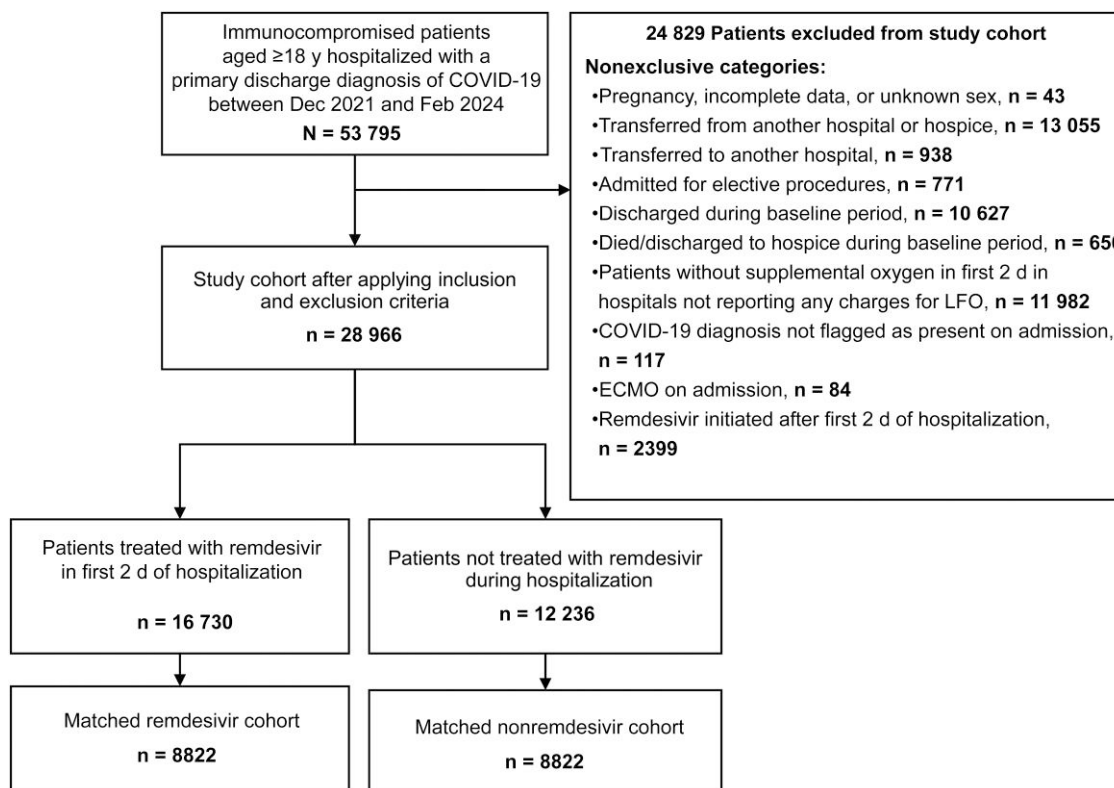 Immunocompromised patients
aged ≥18 y hospitalized with a
primary discharge diagnosis of COVID-19
between Dec 2021 and Feb 2024
N = 53 795
24 829 Patients excluded from study cohort
Nonexclusive categories:
•Pregnancy, incomplete data, or unknown sex, n = 43
•Transferred from another hospital or hospice, n = 13 055
•Transferred to another hospital, n = 938
•Admitted for elective procedures, n = 771
•Discharged during baseline period, n = 10 627
•Died/discharged to hospice during baseline period, n = 650
•Patients without supplemental oxygen in first 2 d in
hospitals not reporting any charges for LFO, n = 11 982
•COVID-19 diagnosis not flagged as present on admission,
n = 117
•ECMO on admission, n = 84
•Remdesivir initiated after first 2 d of hospitalization,
n = 2399
Study cohort after applying inclusion
and exclusion criteria
n = 28 966
Patients treated with remdesivir
in first 2 d of hospitalization
n = 16 730
Patients not treated with remdesivir
during hospitalization
n = 12 236
Matched remdesivir cohort
n = 8822
Matched nonremdesivir cohort
n = 8822